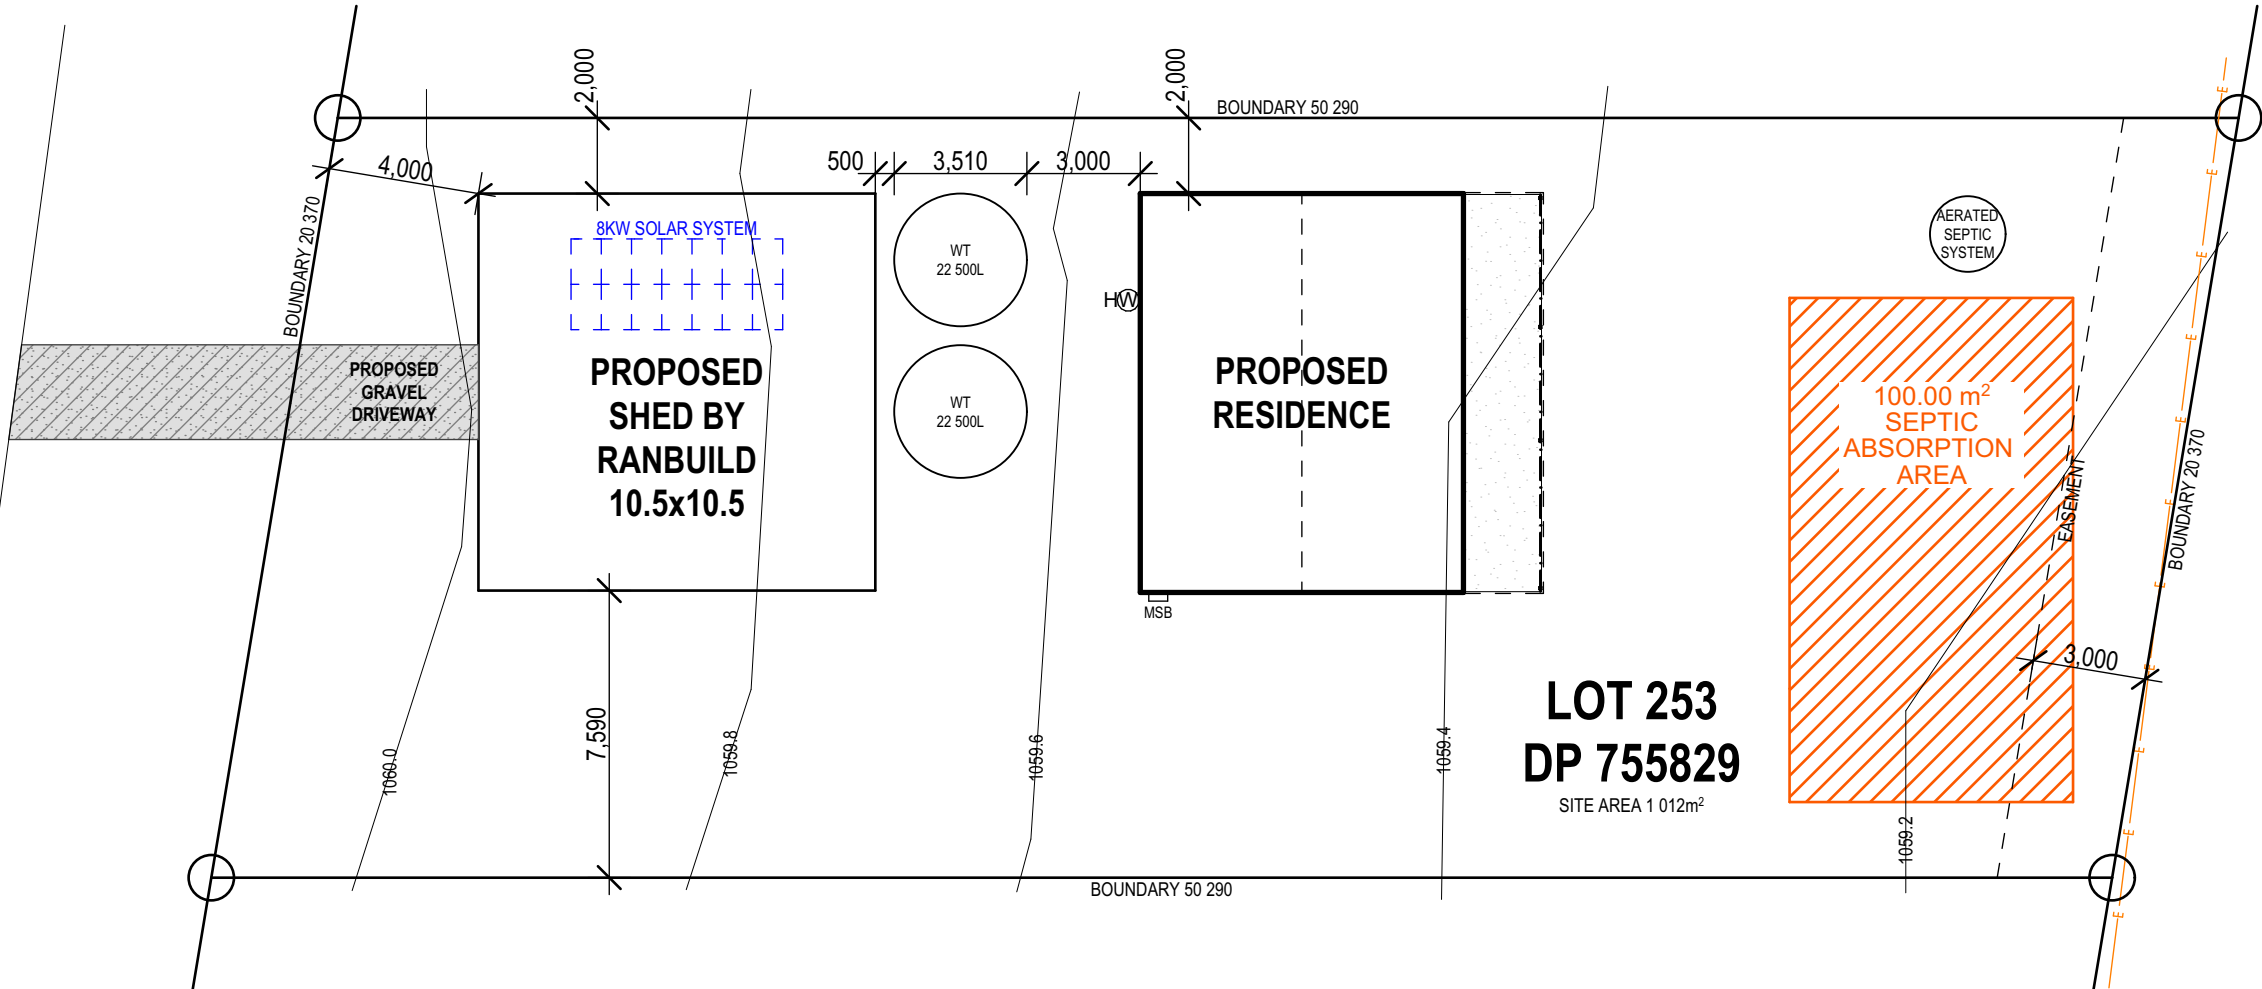 2,000
2,000
BOUNDARY 50 290
4,000
500
3,510
3,000
BOUNDARY 20 370
8KW SOLAR SYSTEM
WT
22 500L
HW
AERATED
SEPTIC
SYSTEM
PROPOSED
GRAVEL
DRIVEWAY
PROPOSED
SHED BY
RANBUILD
10.5x10.5
WT
22 500L
PROPOSED
RESIDENCE
100.00 m²
SEPTIC
ABSORPTION
AREA
EASEMENT
BOUNDARY 20 370
MSB
3,000
7,590
1060.0
1059.8
1059.6
1059.4
LOT 253
DP 755829
SITE AREA 1 012m²
1059.2
BOUNDARY 50 290
E
E
E
E
E
E
E
E
E
E
E
E